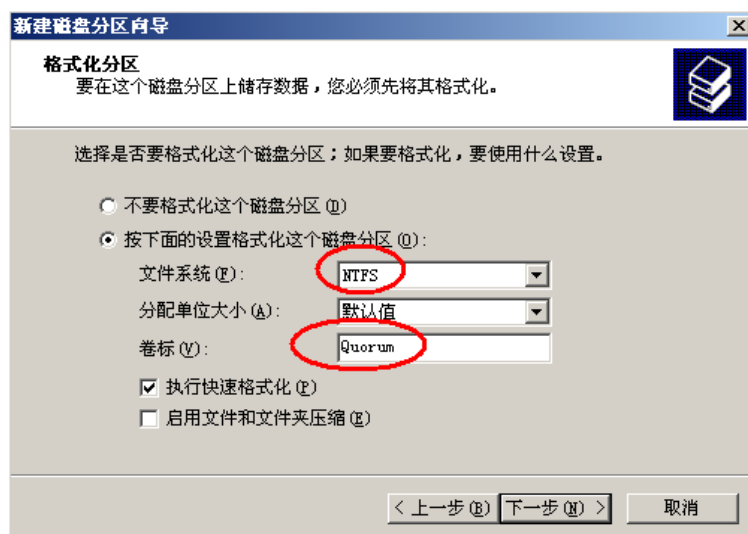 新建磁盘分区向导
格式化分区
要在这个磁盘分区上储存数据，您必须先将其格式化。
选择是否要格式化这个磁盘分区；如果要格式化，要使用什么设置。
不要格式化这个磁盘分区(D)
按下面的设置格式化这个磁盘分区(O):
文件系统(F): NTFS
分配单位大小(A): 默认值
卷标(V): Quorum
执行快速格式化(P)
启用文件和文件夹压缩(E)
< 上一步(B) 下一步(N) > 取消